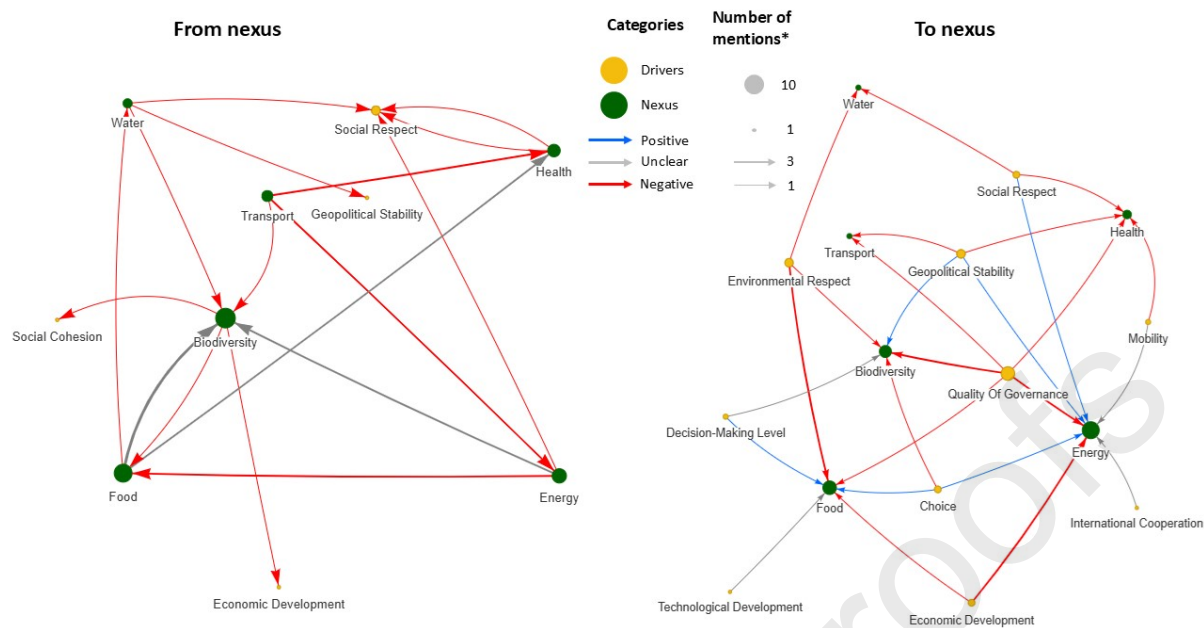 From nexus
Categories
Number of
mentions*
To nexus
Drivers
Nexus
Positive
Unclear
Negative
10
1
3
1
Water
Social Respect
Health
Transport
Geopolitical Stability
Social Cohesion
Biodiversity
Food
Energy
Economic Development
Water
Social Respect
Health
Transport
Geopolitical Stability
Environmental Respect
Mobility
Biodiversity
Quality Of Governance
Decision-Making Level
Energy
Food
Choice
International Cooperation
Technological Development
Economic Development
roofs